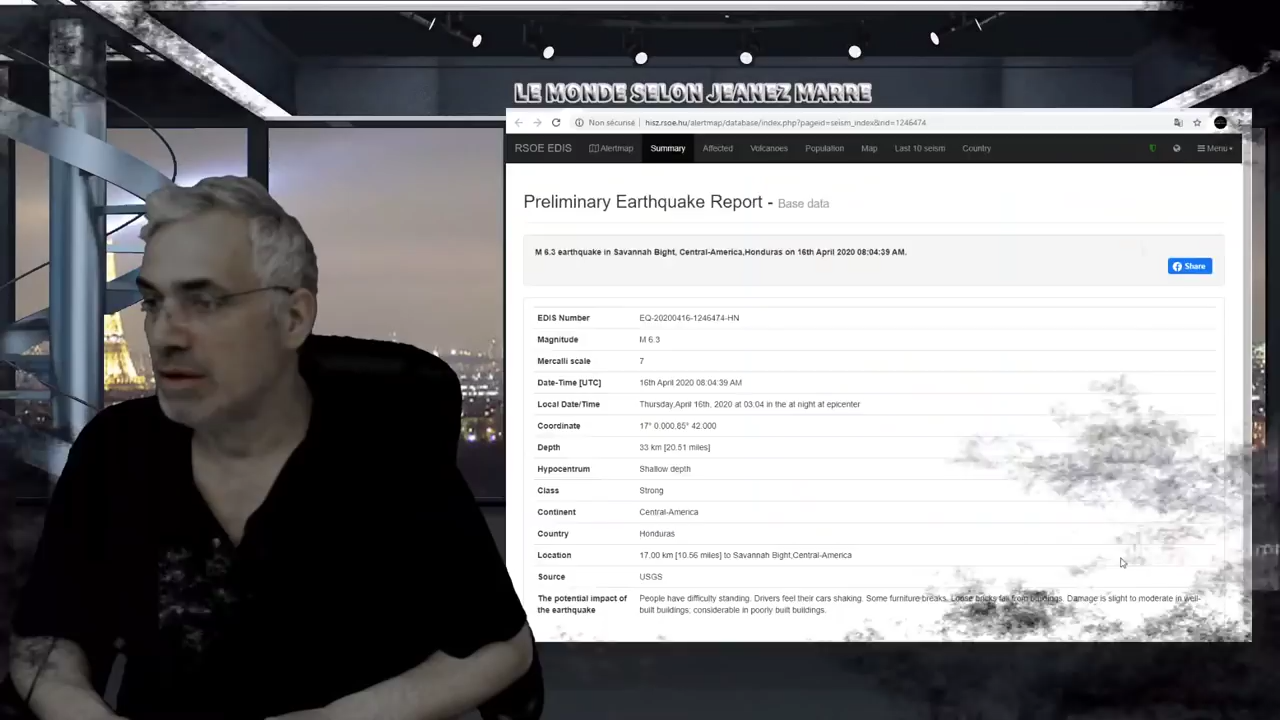 LE MONDE SELON JEANEZ MARRE
Non sécurisé hisz.rsoe.hu/alertmap/database/index.php?pageid=seism_index&rid=1246474
RSOE EDIS Alertmap Summary Affected Volcanoes Population Map Last 10 seism Country Menu
Preliminary Earthquake Report - Base data
M 6.3 earthquake in Savannah Bight, Central-America,Honduras on 16th April 2020 08:04:39 AM.
Share
EDIS Number EQ-20200416-1246474-HN
Magnitude M 6.3
Mercalli scale 7
Date-Time [UTC] 16th April 2020 08:04:39 AM
Local Date/Time Thursday,April 16th, 2020 at 03:04 in the at night at epicenter
Coordinate 17° 0.000,85° 42.000
Depth 33 km [20.51 miles]
Hypocentrum Shallow depth
Class Strong
Continent Central-America
Country Honduras
Location 17.00 km [10.56 miles] to Savannah Bight,Central-America
Source USGS
The potential impact of the earthquake People have difficulty standing. Drivers feel their cars shaking. Some furniture breaks. Loose bricks fall from buildings. Damage is slight to moderate in well-
built buildings; considerable in poorly built buildings.